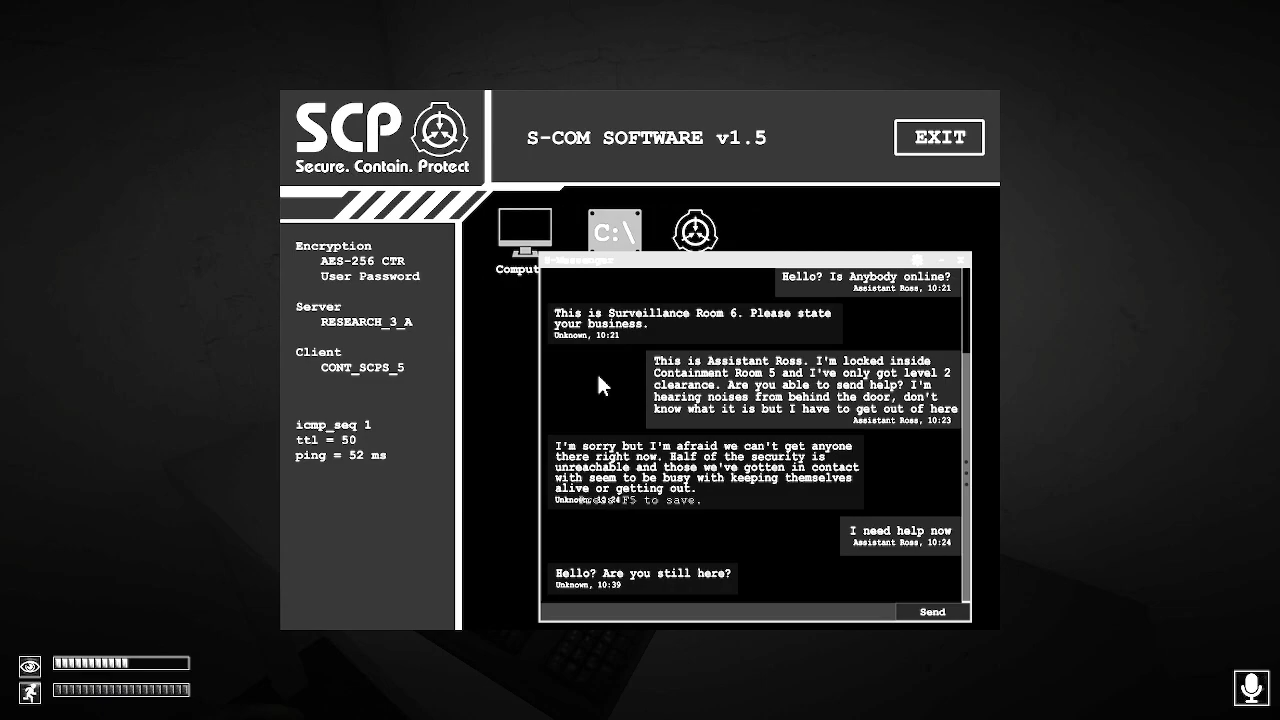 SCP
Secure. Contain. Protect
S-COM SOFTWARE v1.5
EXIT
Encryption
AES-256 CTR
User Password
Server
RESEARCH_3_A
Client
CONT_SCPS_5
icmp_seq 1
ttl = 50
ping = 52 ms
C:\
Comput
S-Messenger
Hello? Is Anybody online?
Assistant Ross, 10:21
This is Surveillance Room 6. Please state
your business.
Unknown, 10:21
This is Assistant Ross. I'm locked inside
Containment Room 5 and I've only got level 2
clearance. Are you able to send help? I'm
hearing noises from behind the door, don't
know what it is but I have to get out of here
Assistant Ross, 10:23
I'm sorry but I'm afraid we can't get anyone
there right now. Half of the security is
unreachable and those we've gotten in contact
with seem to be busy with keeping themselves
alive or getting out.
Unknown, 10:24
Press F5 to save.
I need help now
Assistant Ross, 10:24
Hello? Are you still here?
Unknown, 10:39
Send